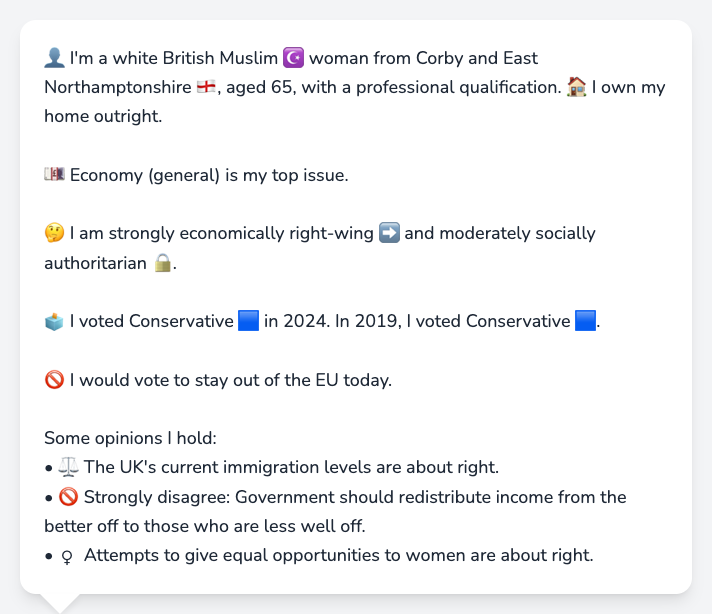 👤 I'm a white British Muslim ☪️ woman from Corby and East
Northamptonshire 🏴󠁧󠁢󠁥󠁮󠁧󠁿, aged 65, with a professional qualification. 🏠 I own my
home outright.
💷 Economy (general) is my top issue.
🤔 I am strongly economically right-wing ➡️ and moderately socially
authoritarian 🔒.
🗳️ I voted Conservative 🟦 in 2024. In 2019, I voted Conservative 🟦.
🚫 I would vote to stay out of the EU today.
Some opinions I hold:
• ⚖️ The UK's current immigration levels are about right.
• 🚫 Strongly disagree: Government should redistribute income from the
better off to those who are less well off.
• ♀ Attempts to give equal opportunities to women are about right.